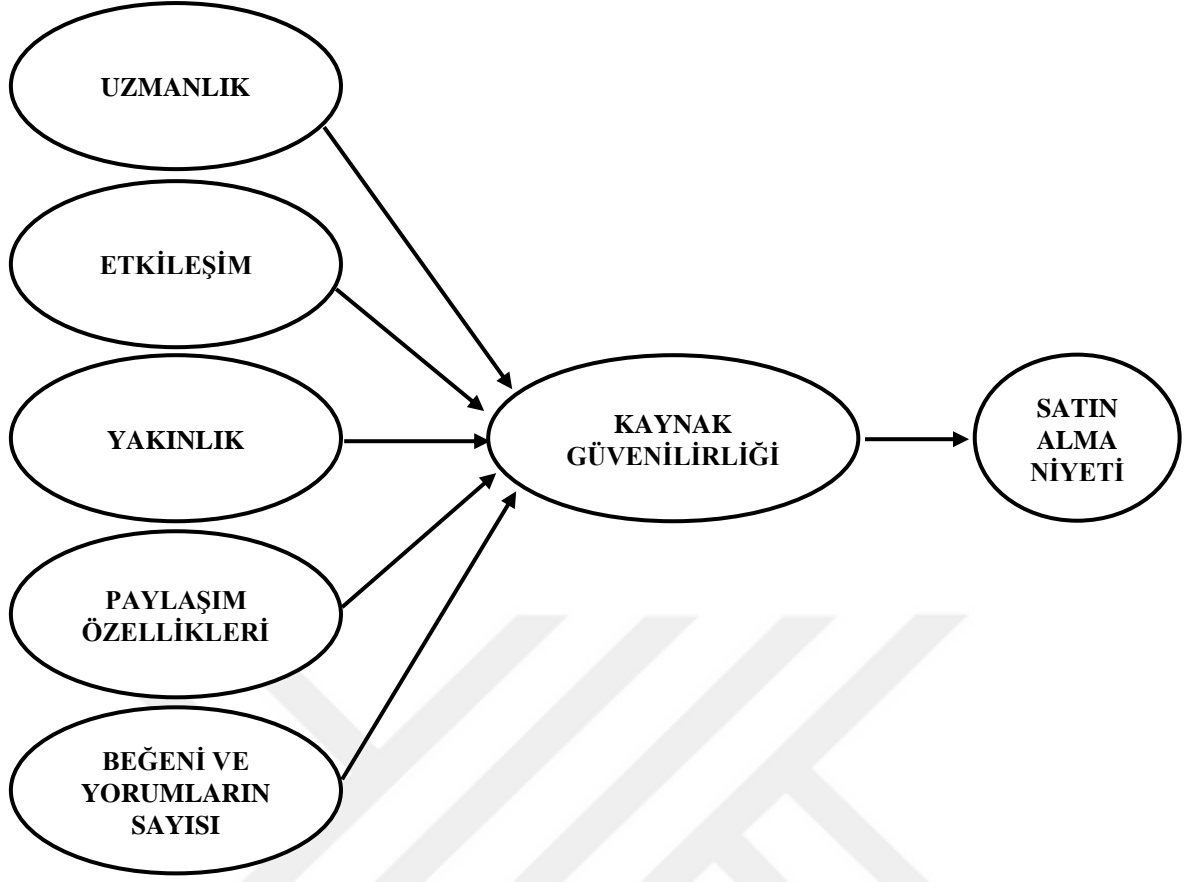 UZMANLIK
ETKİLEŞİM
YAKINLIK
PAYLAŞIM
ÖZELLİKLERİ
BEĞENİ VE
YORUMLARIN
SAYISI
KAYNAK
GÜVENİLİRLİĞİ
SATIN
ALMA
NİYETİ